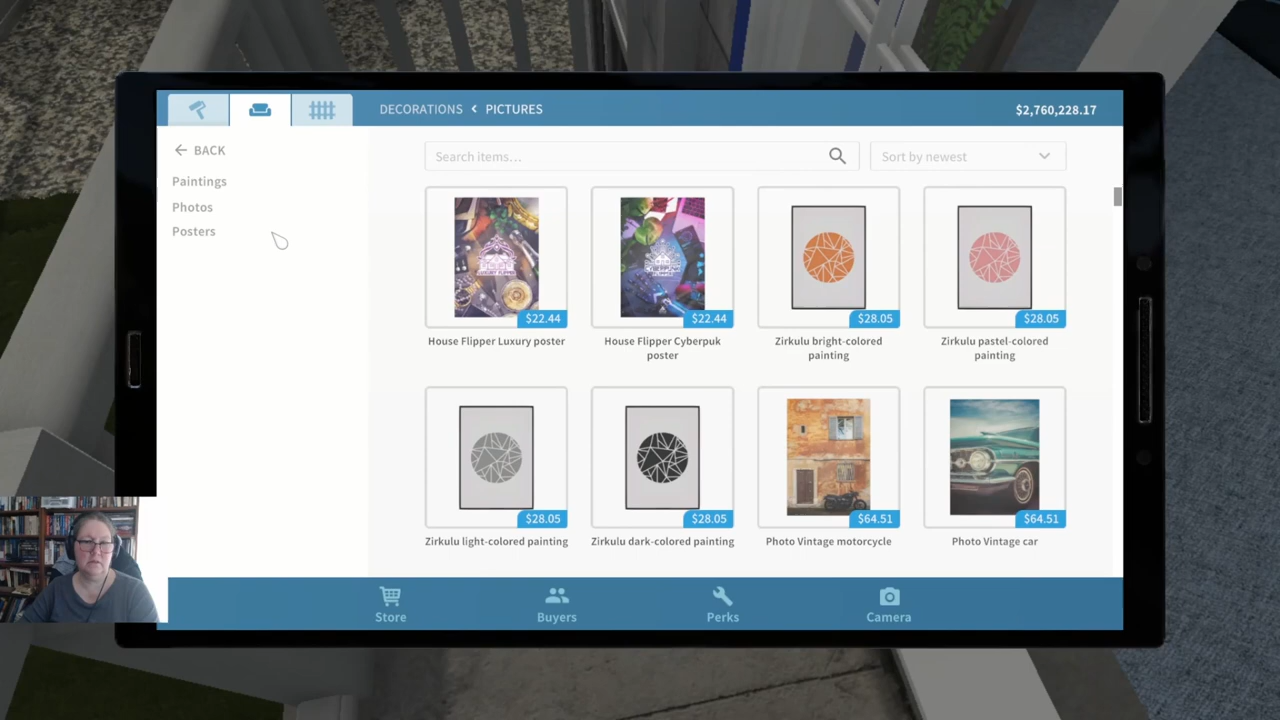 DECORATIONS < PICTURES
$2,760,228.17
← BACK
Search items...
Sort by newest
Paintings
Photos
Posters
$22.44
$22.44
$28.05
$28.05
House Flipper Luxury poster
House Flipper Cyberpuk
poster
Zirkulu bright-colored
painting
Zirkulu pastel-colored
painting
$28.05
$28.05
$64.51
$64.51
Zirkulu light-colored painting
Zirkulu dark-colored painting
Photo Vintage motorcycle
Photo Vintage car
Store
Buyers
Perks
Camera